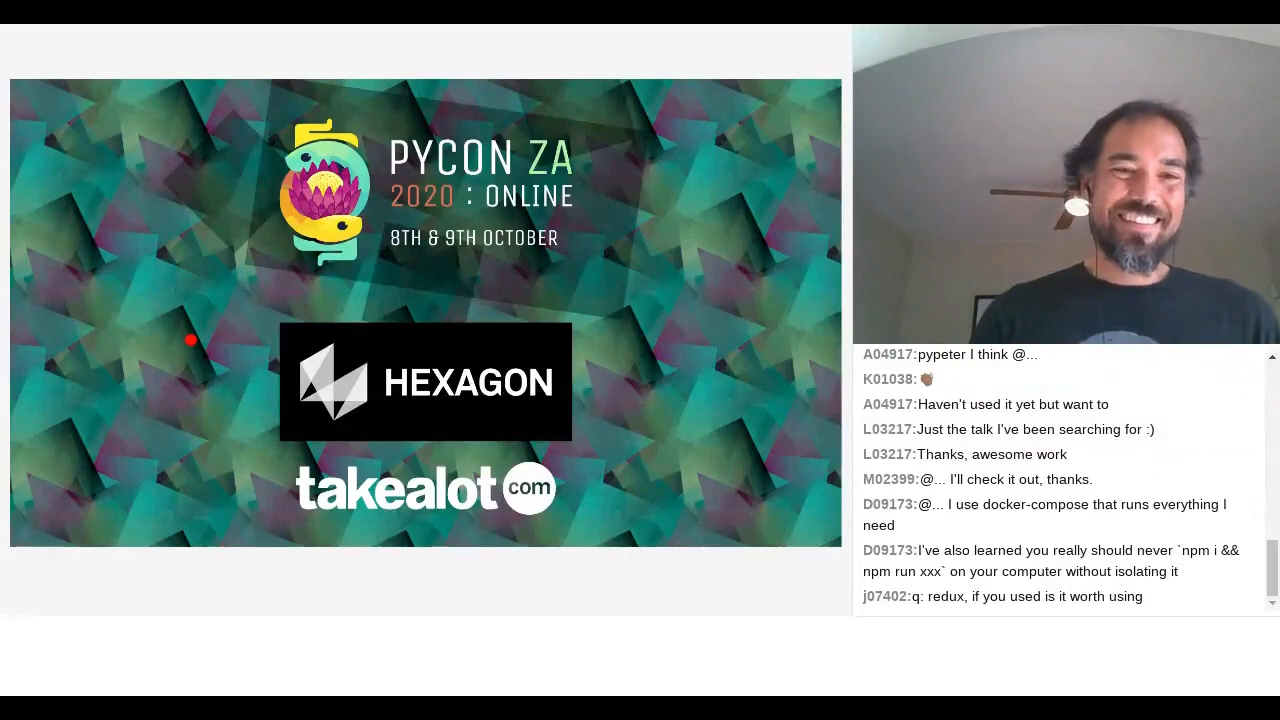 PYCON ZA
2020 : ONLINE
8TH & 9TH OCTOBER
HEXAGON
takealot com
A04917:pypeter I think @...
K01038:👏🏾
A04917:Haven't used it yet but want to
L03217:Just the talk I've been searching for :)
L03217:Thanks, awesome work
M02399:@... I'll check it out, thanks.
D09173:@... I use docker-compose that runs everything I
need
D09173:I've also learned you really should never `npm i &&
npm run xxx` on your computer without isolating it
j07402:q: redux, if you used is it worth using